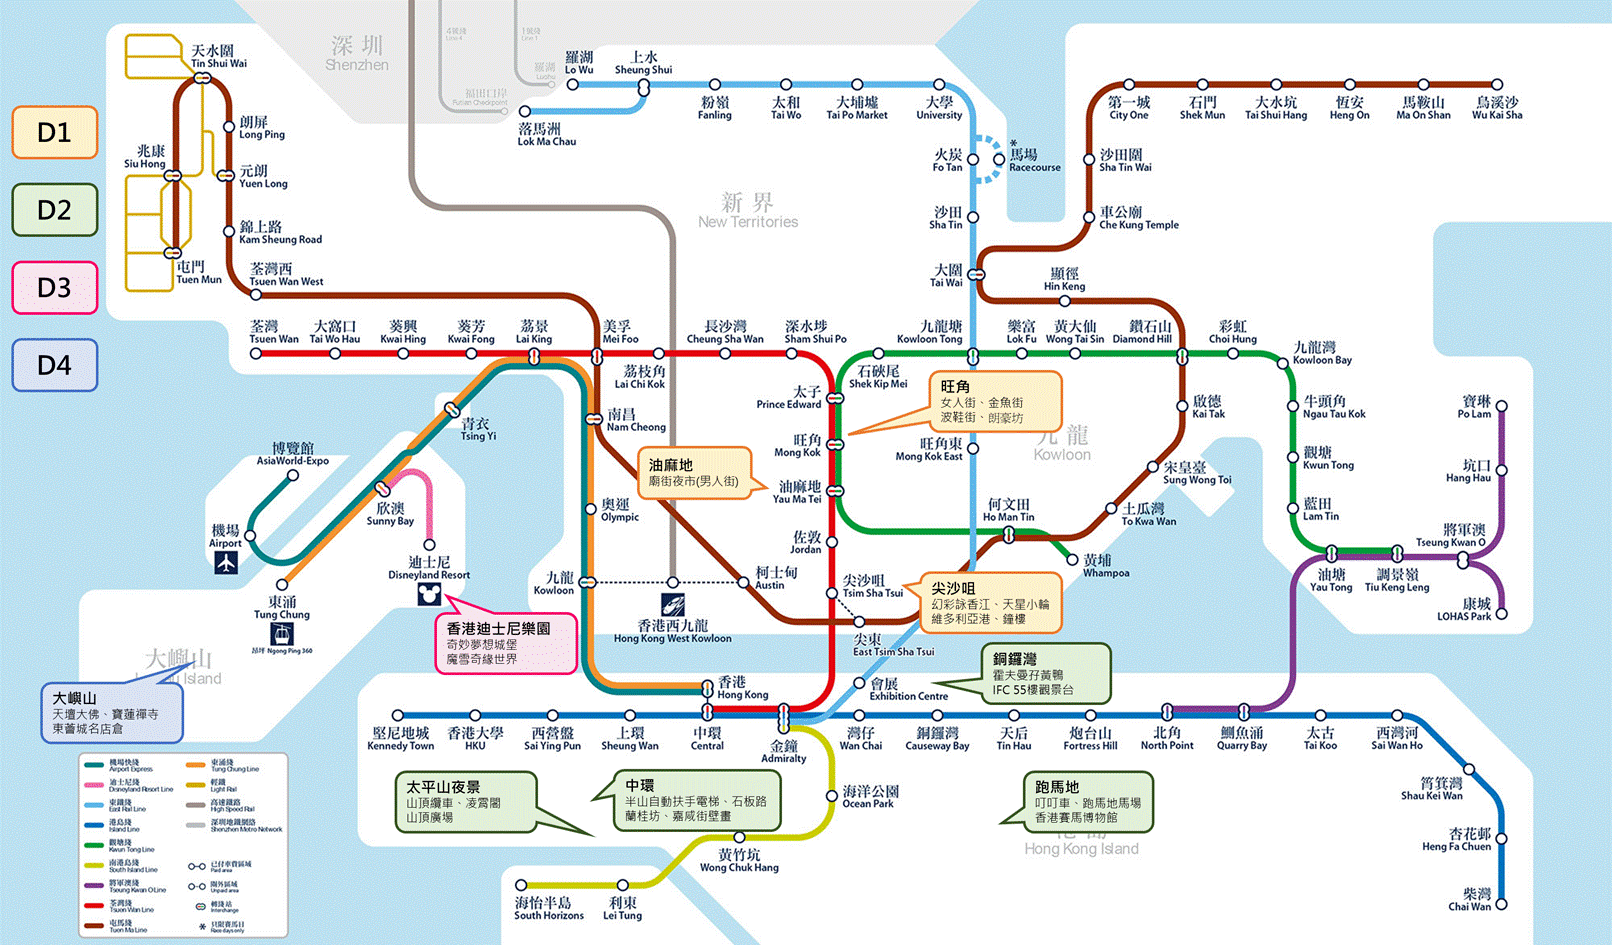 D1
D2
D3
D4
深圳
Shenzhen
4號綫
Line 4
1號綫
Line 1
羅湖
Luohu
福田口岸
Futian Checkpoint
新界
New Territories
九龍
Kowloon
大嶼山
Island
Hong Kong Island
天水圍
Tin Shui Wai
朗屏
Long Ping
兆康
Siu Hong
元朗
Yuen Long
錦上路
Kam Sheung Road
屯門
Tuen Mun
荃灣西
Tsuen Wan West
羅湖
Lo Wu
上水
Sheung Shui
落馬洲
Lok Ma Chau
粉嶺
Fanling
太和
Tai Wo
大埔墟
Tai Po Market
大學
University
火炭
Fo Tan
*
馬場
Racecourse
沙田
Sha Tin
大圍
Tai Wai
第一城
City One
石門
Shek Mun
大水坑
Tai Shui Hang
恆安
Heng On
馬鞍山
Ma On Shan
烏溪沙
Wu Kai Sha
沙田圍
Sha Tin Wai
車公廟
Che Kung Temple
顯徑
Hin Keng
荃灣
Tsuen Wan
大窩口
Tai Wo Hau
葵興
Kwai Hing
葵芳
Kwai Fong
荔景
Lai King
美孚
Mei Foo
荔枝角
Lai Chi Kok
長沙灣
Cheung Sha Wan
深水埗
Sham Shui Po
石硤尾
Shek Kip Mei
九龍塘
Kowloon Tong
樂富
Lok Fu
黃大仙
Wong Tai Sin
鑽石山
Diamond Hill
彩虹
Choi Hung
九龍灣
Kowloon Bay
牛頭角
Ngau Tau Kok
觀塘
Kwun Tong
藍田
Lam Tin
油塘
Yau Tong
調景嶺
Tiu Keng Leng
將軍澳
Tseung Kwan O
寶琳
Po Lam
坑口
Hang Hau
康城
LOHAS Park
太子
Prince Edward
旺角
Mong Kok
油麻地
Yau Ma Tei
佐敦
Jordan
尖沙咀
Tsim Sha Tsui
尖東
East Tsim Sha Tsui
旺角東
Mong Kok East
何文田
Ho Man Tin
黃埔
Whampoa
啟德
Kai Tak
宋皇臺
Sung Wong Toi
土瓜灣
To Kwa Wan
青衣
Tsing Yi
南昌
Nam Cheong
奧運
Olympic
九龍
Kowloon
柯士甸
Austin
香港西九龍
Hong Kong West Kowloon
博覽館
AsiaWorld-Expo
機場
Airport
欣澳
Sunny Bay
迪士尼
Disneyland Resort
東涌
Tung Chung
昂坪 Ngong Ping 360
香港
Hong Kong
會展
Exhibition Centre
堅尼地城
Kennedy Town
香港大學
HKU
西營盤
Sai Ying Pun
上環
Sheung Wan
中環
Central
金鐘
Admiralty
灣仔
Wan Chai
銅鑼灣
Causeway Bay
天后
Tin Hau
炮台山
Fortress Hill
北角
North Point
鰂魚涌
Quarry Bay
太古
Tai Koo
西灣河
Sai Wan Ho
筲箕灣
Shau Kei Wan
杏花邨
Heng Fa Chuen
柴灣
Chai Wan
海洋公園
Ocean Park
黃竹坑
Wong Chuk Hang
利東
Lei Tung
海怡半島
South Horizons
旺角
女人街、金魚街
波鞋街、朗豪坊
油麻地
廟街夜市(男人街)
尖沙咀
幻彩詠香江、天星小輪
維多利亞港、鐘樓
香港迪士尼樂園
奇妙夢想城堡
魔雪奇緣世界
大嶼山
天壇大佛、寶蓮禪寺
東薈城名店倉
銅鑼灣
霍夫曼孖黃鴨
IFC 55樓觀景台
太平山夜景
山頂纜車、凌霄閣
山頂廣場
中環
半山自動扶手電梯、石板路
蘭桂坊、嘉咸街壁畫
跑馬地
叮叮車、跑馬地馬場
香港賽馬博物館
機場快綫
Airport Express
迪士尼綫
Disneyland Resort Line
東鐵綫
East Rail Line
港島綫
Island Line
觀塘綫
Kwun Tong Line
南港島綫
South Island Line
將軍澳綫
Tseung Kwan O Line
荃灣綫
Tsuen Wan Line
屯馬綫
Tuen Ma Line
東涌綫
Tung Chung Line
輕鐵
Light Rail
高速鐵路
High Speed Rail
深圳地鐵網路
Shenzhen Metro Network
已付車費區域
Paid area
閘外區域
Unpaid area
轉綫站
Interchange
*
只限賽馬日
Race days only